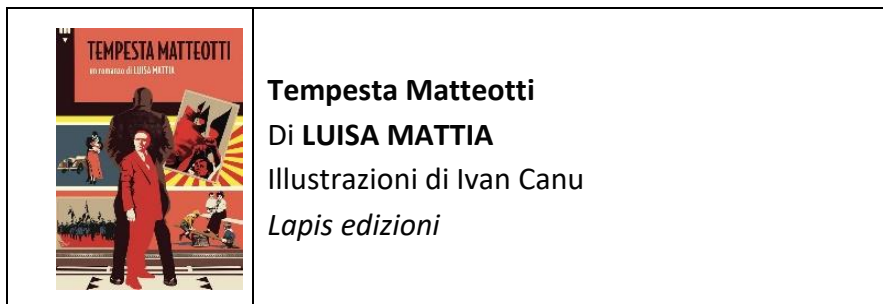 TEMPESTA MATTEOTTI
un romanzo di LUISA MATTIA
Tempesta Matteotti
Di LUISA MATTIA
Illustrazioni di Ivan Canu
Lapis edizioni